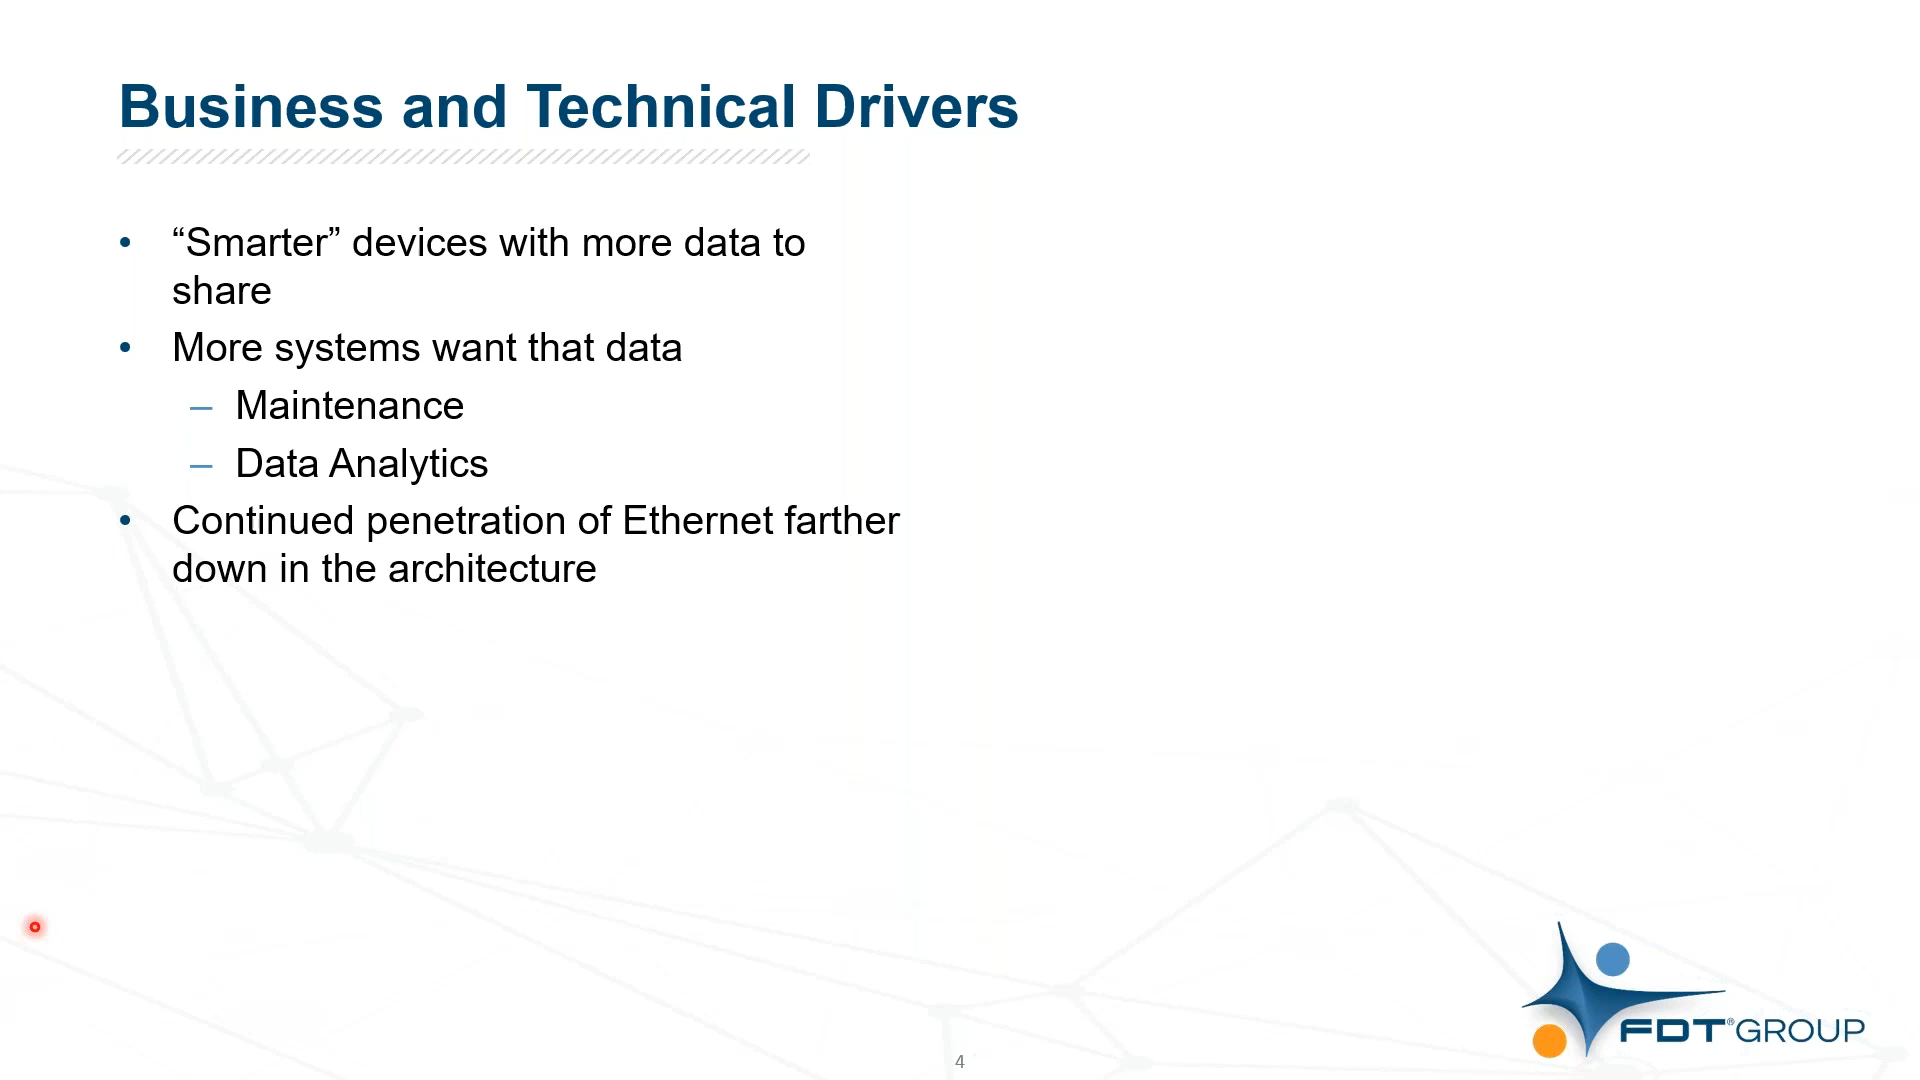 Business and Technical Drivers
• “Smarter” devices with more data to
share
• More systems want that data
– Maintenance
– Data Analytics
• Continued penetration of Ethernet farther
down in the architecture
FDT®GROUP
4